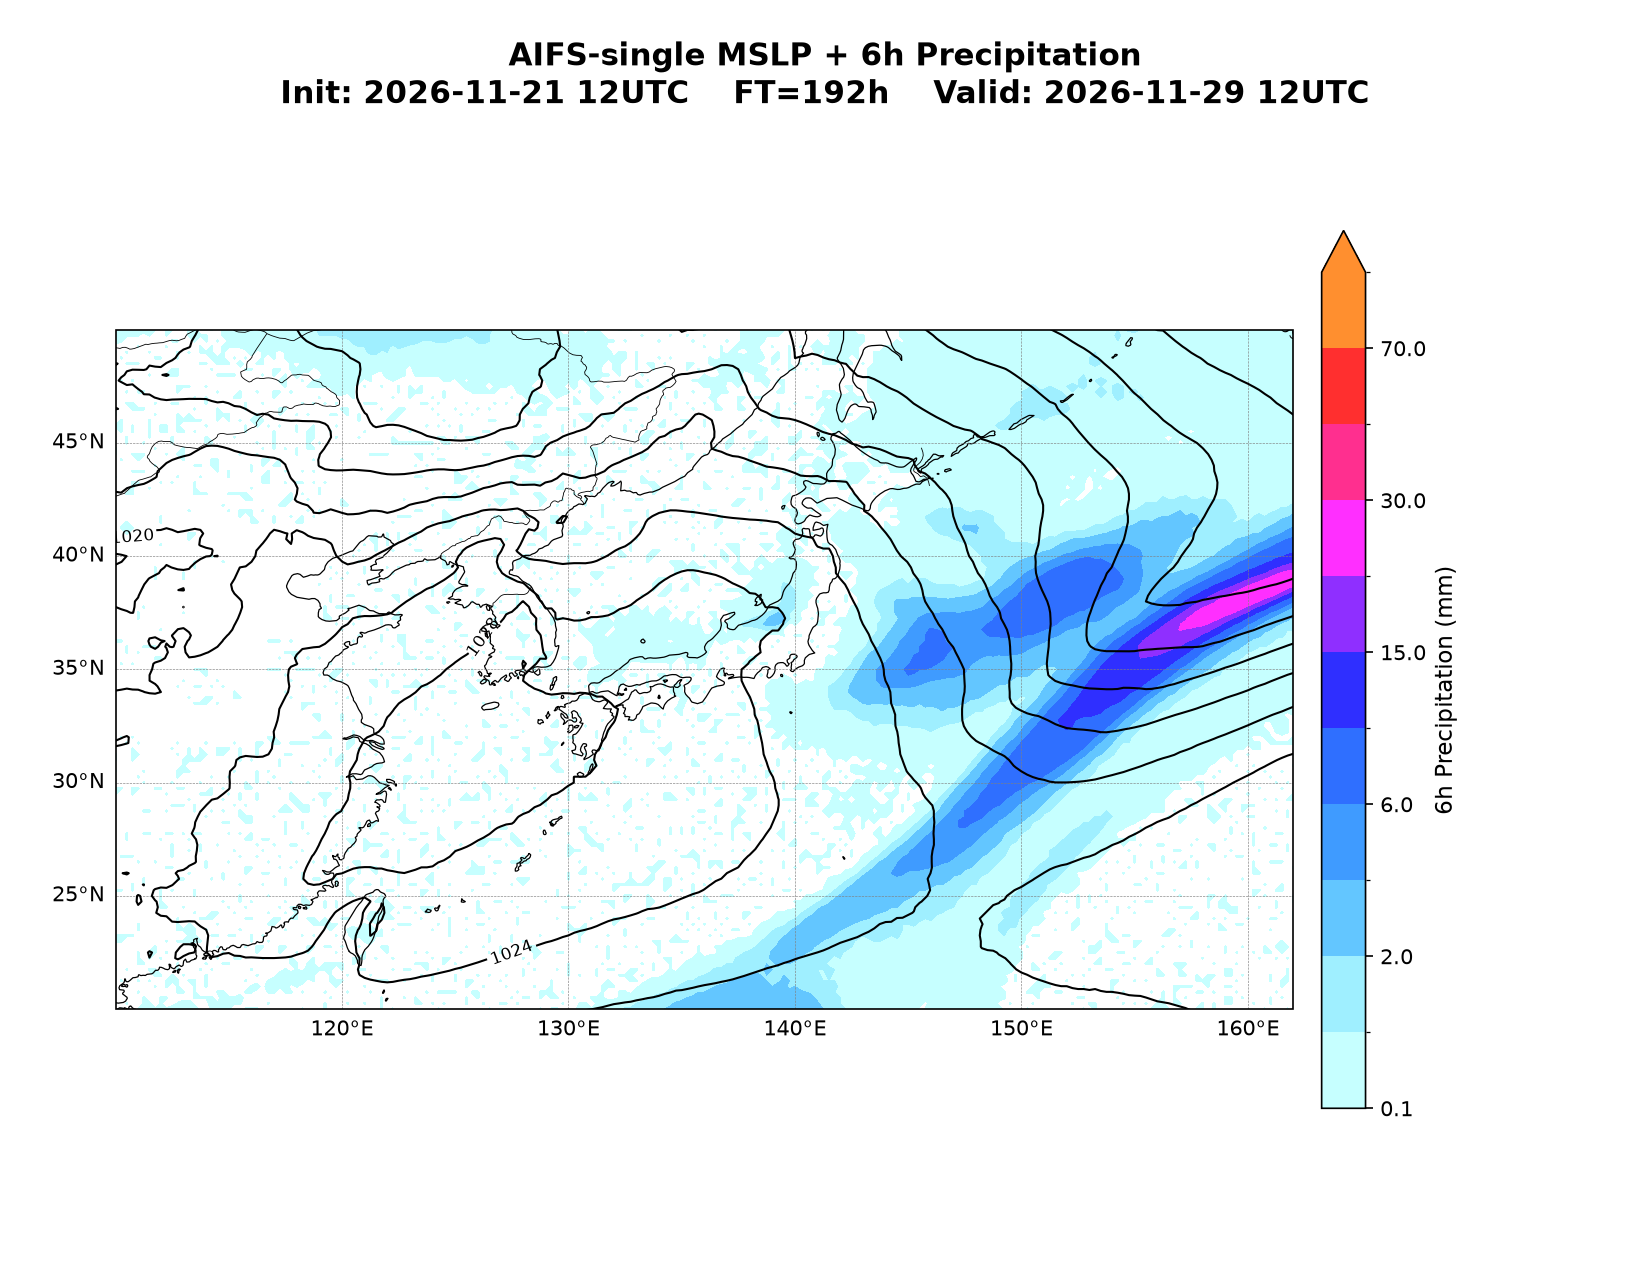 AIFS-single MSLP + 6h Precipitation
Init: 2026-11-21 12UTC    FT=192h    Valid: 2026-11-29 12UTC
70.0
30.0
15.0
6.0
2.0
0.1
6h Precipitation (mm)
45°N
40°N
35°N
30°N
25°N
1020
1028
1024
120°E
130°E
140°E
150°E
160°E